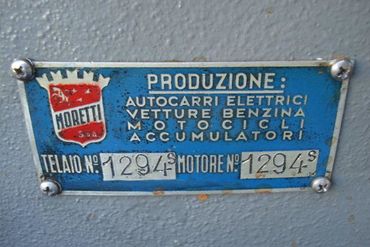 MORETTI
S.p.A.
PRODUZIONE:
AUTOCARRI ELETTRICI
VETTURE BENZINA
MOTOCICLI
ACCUMULATORI
TELAIO Nº 1294S MOTORE Nº 1294S